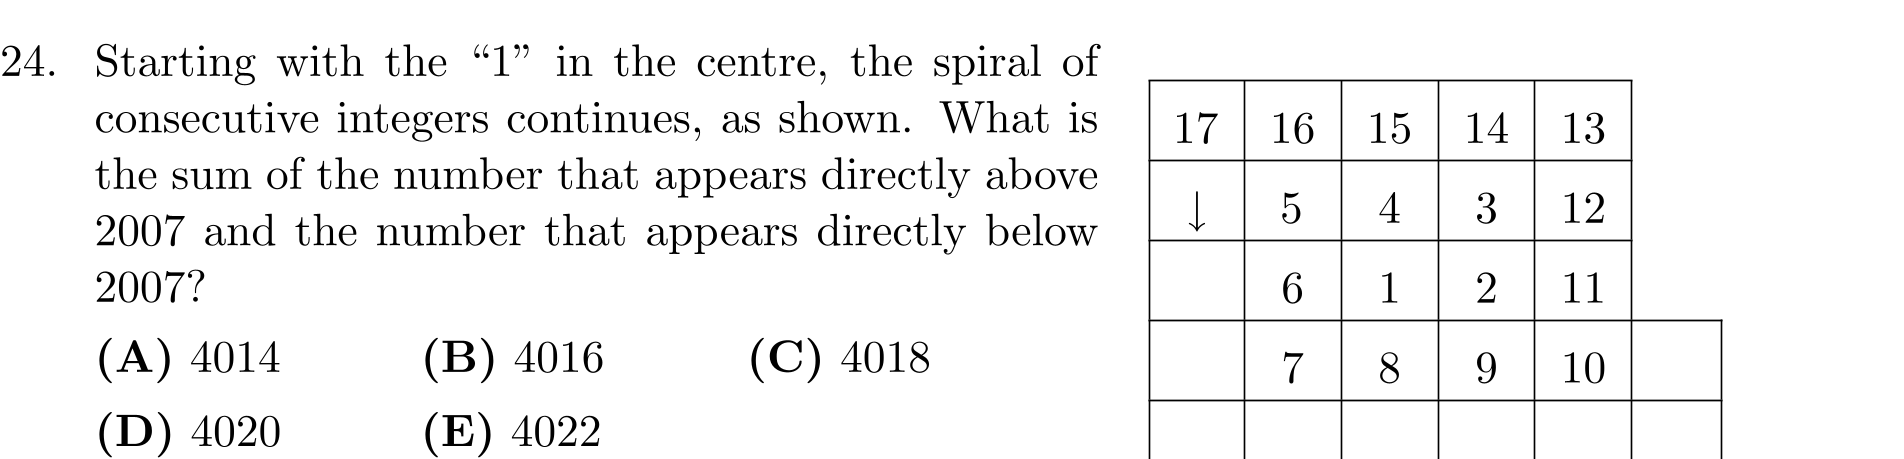 24. Starting with the “1” in the centre, the spiral of
consecutive integers continues, as shown. What is
the sum of the number that appears directly above
2007 and the number that appears directly below
2007?
(A) 4014 (B) 4016 (C) 4018
(D) 4020 (E) 4022
17 16 15 14 13
↓ 5 4 3 12
6 1 2 11
7 8 9 10